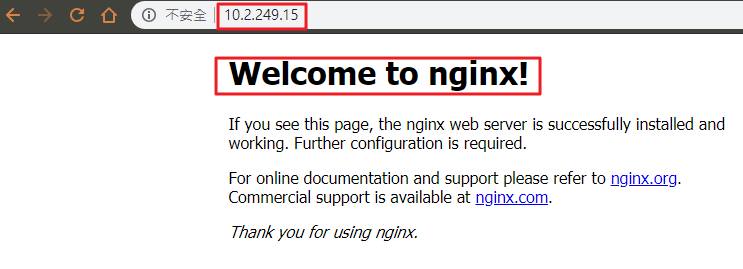 不安全 | 10.2.249.15
Welcome to nginx!
If you see this page, the nginx web server is successfully installed and
working. Further configuration is required.
For online documentation and support please refer to nginx.org.
Commercial support is available at nginx.com.
Thank you for using nginx.